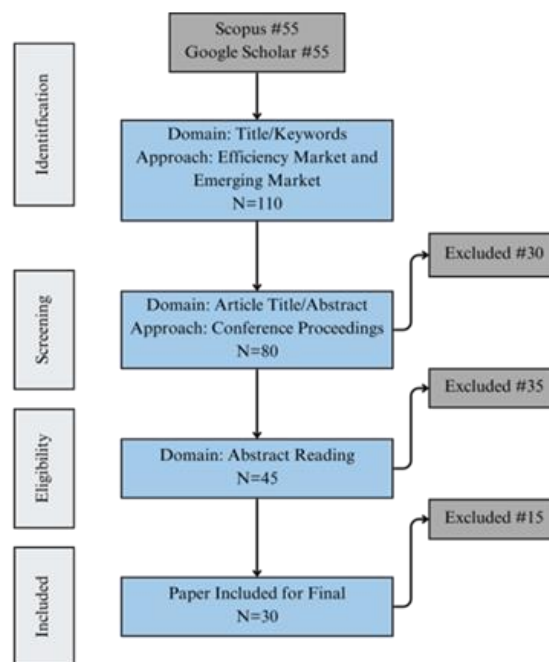 Scopus #55
Google Scholar #55
Identitfication
Domain: Title/Keywords
Approach: Efficiency Market and
Emerging Market
N=110
Excluded #30
Screening
Domain: Article Title/Abstract
Approach: Conference Proceedings
N=80
Excluded #35
Eligibility
Domain: Abstract Reading
N=45
Excluded #15
Included
Paper Included for Final
N=30